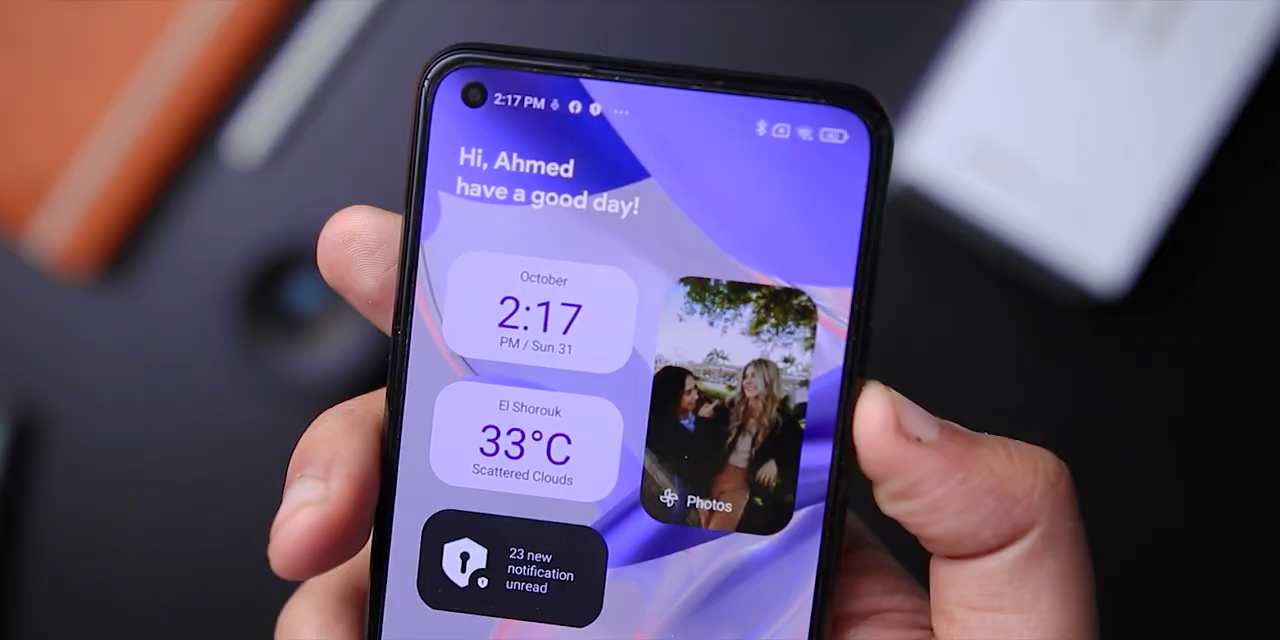 2:17 PM
Hi, Ahmed
have a good day!
October
2:17
PM / Sun.31
El Shorouk
33°C
Scattered Clouds
Photos
23 new
notification
unread